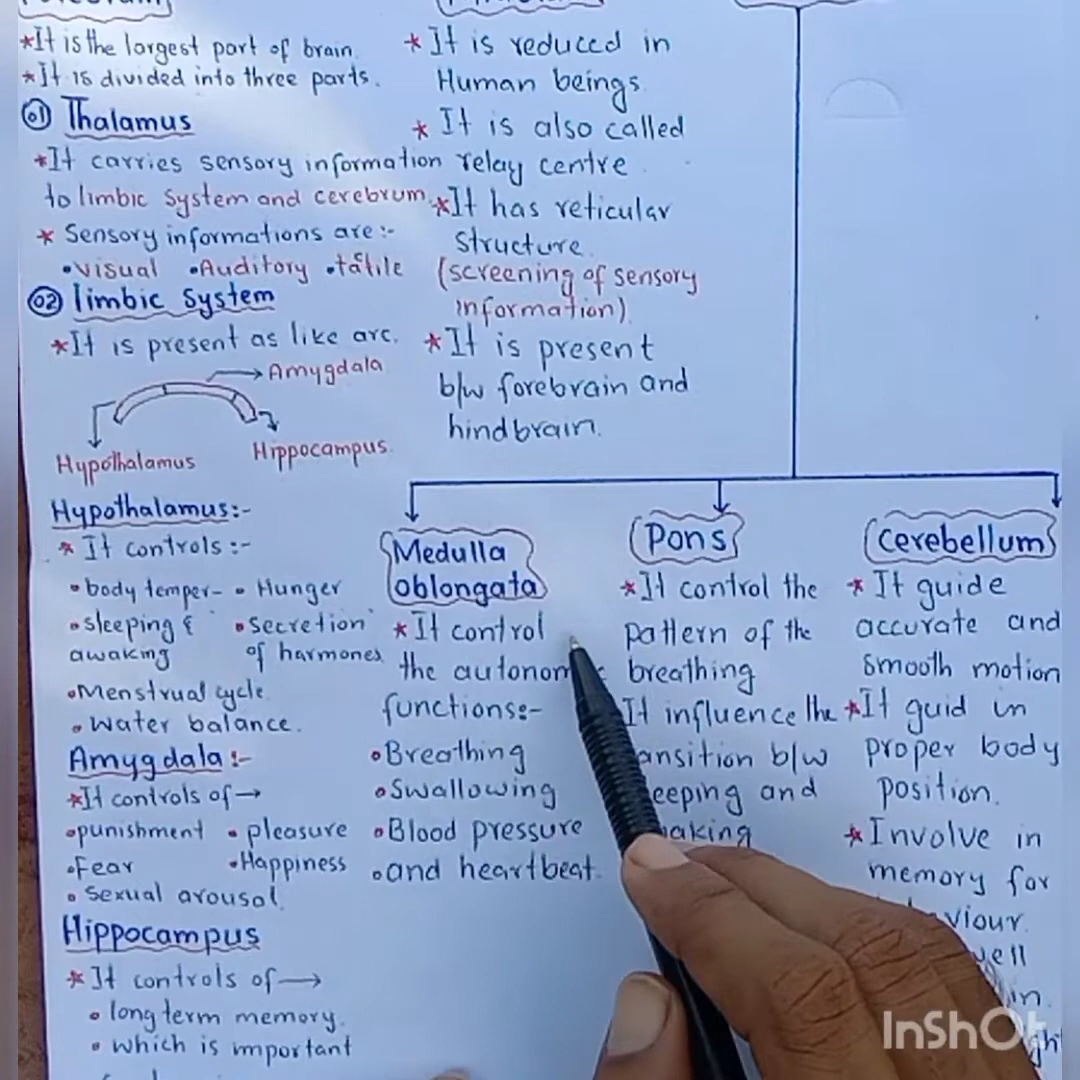 *It is the largest part of brain
*It is divided into three parts.
01 Thalamus
*It carries sensory information
to limbic system and cerebrum
* Sensory informations are:-
•visual •Auditory •tactile
02 limbic system
*It is present as like arc.
Amygdala
Hypothalamus
Hippocampus
Hypothalamus:-
* It controls:-
•body temper- • Hunger
•sleeping & • secretion
awaking of harmones
•Menstrual cycle
• water balance.
Amygdala:-
*It controls of→
•punishment • pleasure
•Fear •Happiness
• sexual arousal.
Hippocampus
*It controls of→
• long term memory.
• which is important
* It is reduced in
Human beings
* It is also called
relay centre
*It has reticular
structure.
(screening of sensory
information)
*It is present
b/w forebrain and
hindbrain.
Medulla
oblongata
*It control
the autonom
functions:-
•Breathing
•Swallowing
•Blood pressure
•and heartbeat.
Pons
*It control the
pattern of the
breathing
It influence the
b/w
and
cerebellum
* It guide
accurate and
smooth motion
*It guid in
proper body
position.
*Involve in
memory for
InShOt